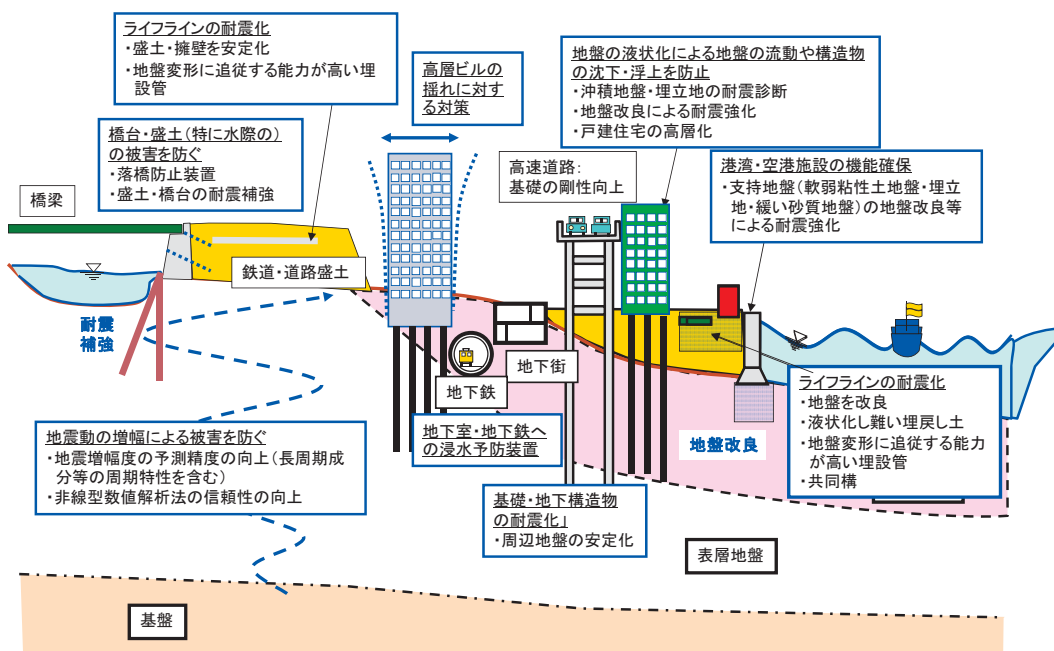 ライフラインの耐震化
・盛土・擁壁を安定化
・地盤変形に追従する能力が高い埋
設管
高層ビルの
揺れに対す
る対策
地盤の液状化による地盤の流動や構造物
の沈下・浮上を防止
・沖積地盤・埋立地の耐震診断
・地盤改良による耐震強化
・戸建住宅の高層化
橋台・盛土(特に水際の)
の被害を防ぐ
・落橋防止装置
・盛土・橋台の耐震補強
高速道路:
基礎の剛性向上
港湾・空港施設の機能確保
・支持地盤(軟弱粘性土地盤・埋立
地・緩い砂質地盤)の地盤改良等
による耐震強化
橋梁
鉄道・道路盛土
耐震
補強
地下街
地下鉄
ライフラインの耐震化
・地盤を改良
・液状化し難い埋戻し土
・地盤変形に追従する能力
が高い埋設管
・共同構
地震動の増幅による被害を防ぐ
・地震増幅度の予測精度の向上(長周期成
分等の周期特性を含む)
・非線型数値解析法の信頼性の向上
地下室・地下鉄へ
の浸水予防装置
地盤改良
基礎・地下構造物
の耐震化」
・周辺地盤の安定化
表層地盤
基盤